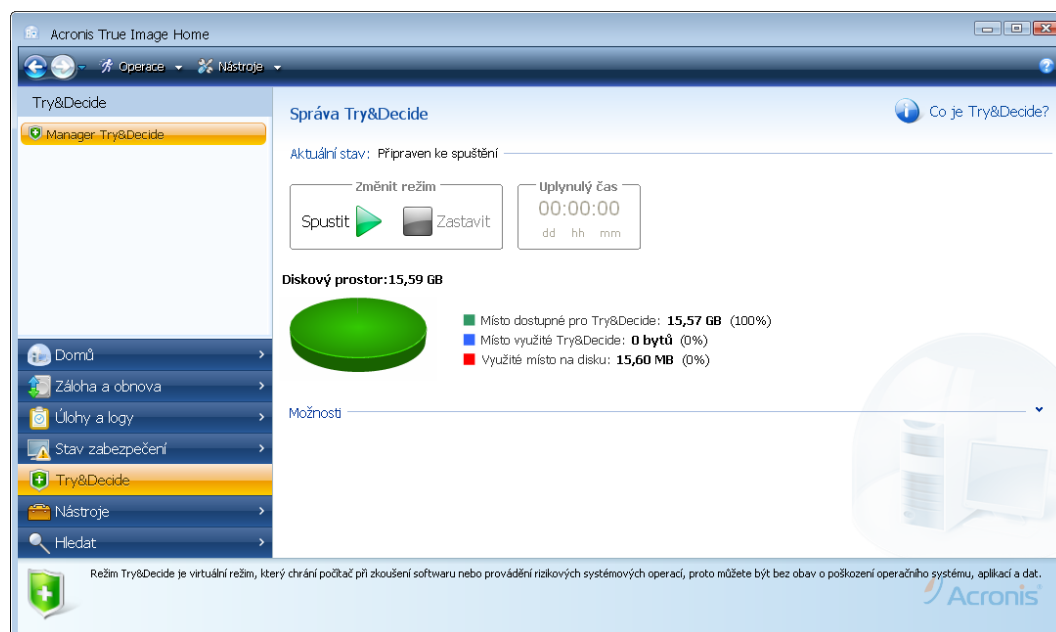 Acronis True Image Home
Operace
Nástroje
Try&Decide
Manager Try&Decide
Domů
Záloha a obnova
Úlohy a logy
Stav zabezpečení
Try&Decide
Nástroje
Hledat
Správa Try&Decide
Co je Try&Decide?
Aktuální stav: Připraven ke spuštění
Změnit režim
Spustit
Zastavit
Uplynulý čas
00:00:00
dd hh mm
Diskový prostor:15,59 GB
Místo dostupné pro Try&Decide: 15,57 GB (100%)
Místo využité Try&Decide: 0 bytů (0%)
Využité místo na disku: 15,60 MB (0%)
Možnosti
Režim Try&Decide je virtuální režim, který chrání počítač při zkoušení softwaru nebo provádění rizikových systémových operací, proto můžete být bez obav o poškození operačního systému, aplikací a dat.
Acronis